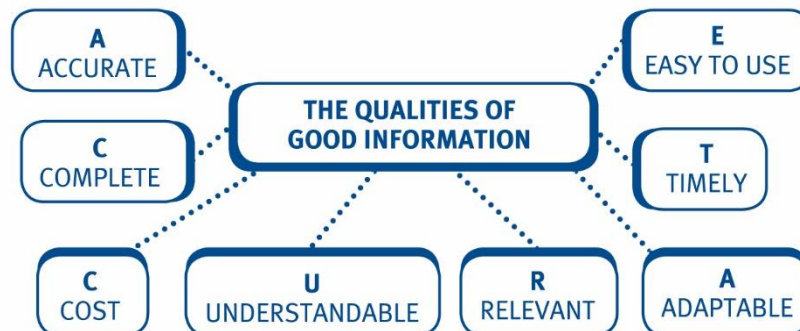 A
ACCURATE
E
EASY TO USE
THE QUALITIES OF
GOOD INFORMATION
C
COMPLETE
T
TIMELY
C
COST
U
UNDERSTANDABLE
R
RELEVANT
A
ADAPTABLE